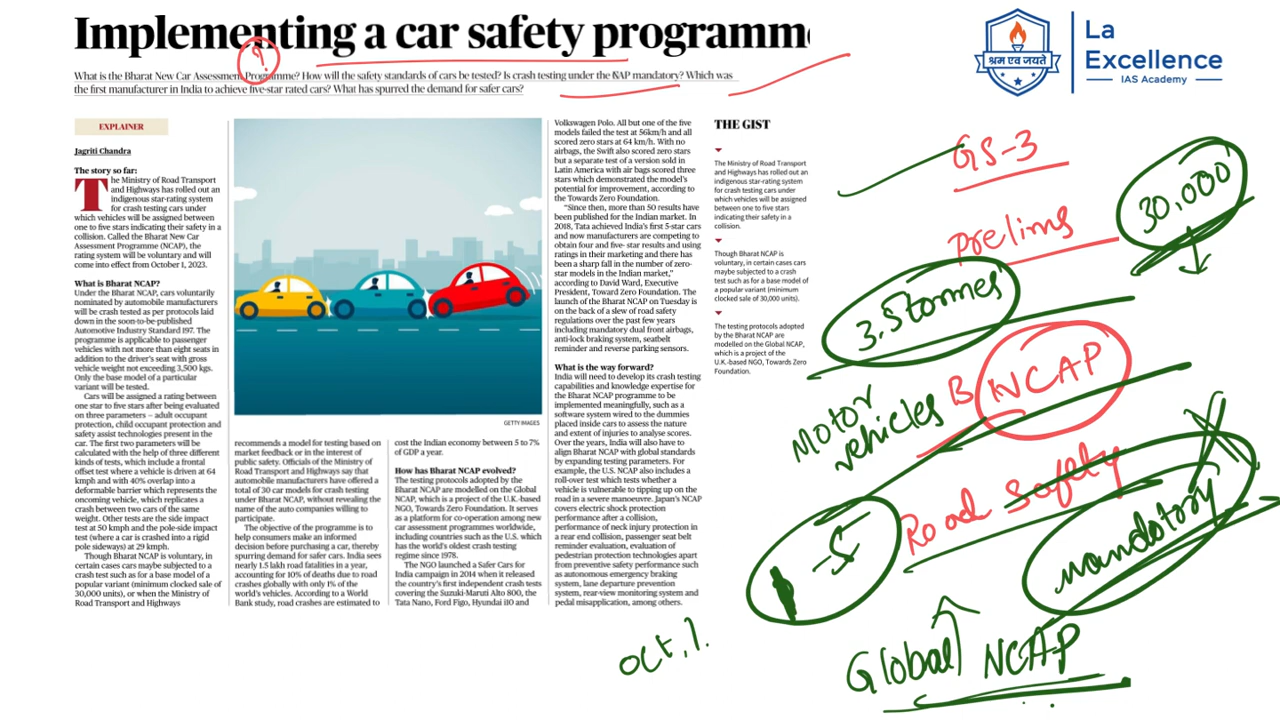 Implementing a car safety programm
?
What is the Bharat New Car Assessment Programme? How will the safety standards of cars be tested? Is crash testing under the NCAP mandatory? Which was
the first manufacturer in India to achieve five-star rated cars? What has spurred the demand for safer cars?
EXPLAINER
Jagriti Chandra
The story so far:
The Ministry of Road Transport
and Highways has rolled out an
indigenous star-rating system
for crash testing cars under
which vehicles will be assigned between
one to five stars indicating their safety in a
collision. Called the Bharat New Car
Assessment Programme (NCAP), the
rating system will be voluntary and will
come into effect from October 1, 2023.
What is Bharat NCAP?
Under the Bharat NCAP, cars voluntarily
nominated by automobile manufacturers
will be crash tested as per protocols laid
down in the soon-to-be-published
Automotive Industry Standard 197. The
programme is applicable to passenger
vehicles with not more than eight seats in
addition to the driver's seat with gross
vehicle weight not exceeding 3,500 kgs.
Only the base model of a particular
variant will be tested.
Cars will be assigned a rating between
one star to five stars after being evaluated
on three parameters – adult occupant
protection, child occupant protection and
safety assist technologies present in the
car. The first two parameters will be
calculated with the help of three different
kinds of tests, which include a frontal
offset test where a vehicle is driven at 64
kmph and with 40% overlap into a
deformable barrier which represents the
oncoming vehicle, which replicates a
crash between two cars of the same
weight. Other tests are the side impact
test at 50 kmph and the pole-side impact
test (where a car is crashed into a rigid
pole sideways) at 29 kmph.
Though Bharat NCAP is voluntary, in
certain cases cars maybe subjected to a
crash test such as for a base model of a
popular variant (minimum clocked sale of
30,000 units), or when the Ministry of
Road Transport and Highways
GETTY IMAGES
recommends a model for testing based on
market feedback or in the interest of
public safety. Officials of the Ministry of
Road Transport and Highways say that
automobile manufacturers have offered a
total of 30 car models for crash testing
under Bharat NCAP, without revealing the
name of the auto companies willing to
participate.
The objective of the programme is to
help consumers make an informed
decision before purchasing a car, thereby
spurring demand for safer cars. India sees
nearly 1.5 lakh road fatalities in a year,
accounting for 10% of deaths due to road
crashes globally with only 1% of the
world's vehicles. According to a World
Bank study, road crashes are estimated to
cost the Indian economy between 5 to 7%
of GDP a year.
How has Bharat NCAP evolved?
The testing protocols adopted by the
Bharat NCAP are modelled on the Global
NCAP, which is a project of the U.K.-based
NGO, Towards Zero Foundation. It serves
as a platform for co-operation among new
car assessment programmes worldwide,
including countries such as the U.S. which
has the world's oldest crash testing
regime since 1978.
The NGO launched a Safer Cars for
India campaign in 2014 when it released the
country's first independent crash tests
covering the Suzuki-Maruti Alto 800, the
Tata Nano, Ford Figo, Hyundai i10 and
Volkswagen Polo. All but one of the five
models failed the test at 56km/h and all
scored zero stars at 64 km/h. With no
airbags, the Swift also scored zero stars
but a separate test of a version sold in
Latin America with air bags scored three
stars which demonstrated the model's
potential for improvement, according to
the Towards Zero Foundation.
"Since then, more than 50 results have
been published for the Indian market. In
2018, Tata achieved India's first 5-star cars
and now manufacturers are competing to
obtain four and five- star results and using
ratings in their marketing and there has
been a sharp fall in the number of zero-
star models in the Indian market,"
according to David Ward, Executive
President, Toward Zero Foundation. The
launch of the Bharat NCAP on Tuesday is
on the back of a slew of road safety
regulations over the past few years
including mandatory dual front airbags,
anti-lock braking system, seatbelt
reminder and reverse parking sensors.
What is the way forward?
India will need to develop its crash testing
capabilities and knowledge expertise for
the Bharat NCAP programme to be
implemented meaningfully, such as a
software system wired to the dummies
placed inside cars to assess the nature
and extent of injuries to analyse scores.
Over the years, India will also have to
align Bharat NCAP with global standards
by expanding testing parameters. For
example, the U.S. NCAP also includes a
roll-over test which tests whether a
vehicle is vulnerable to tipping up on the
road in a severe manoeuvre. Japan's NCAP
covers electric shock protection
performance after a collision,
performance of neck injury protection in
a rear end collision, passenger seat belt
reminder evaluation, evaluation of
pedestrian protection technologies apart
from preventive safety performance such
as autonomous emergency braking
system, lane departure prevention
system, rear-view monitoring system and
pedal misapplication, among others.
THE GIST
The Ministry of Road Transport
and Highways has rolled out an
indigenous star-rating system
for crash testing cars under
which vehicles will be assigned
between one to five stars
indicating their safety in a
collision.
Though Bharat NCAP is
voluntary, in certain cases cars
maybe subjected to a crash
test such as for a base model of
a popular variant (minimum
clocked sale of 30,000 units).
The testing protocols adopted
by the Bharat NCAP are
modelled on the Global NCAP,
which is a project of the
U.K.-based NGO, Towards Zero
Foundation.
श्रम एव जयते
La
Excellence
IAS Academy
GS-3
30,000
Prelims
3.5 tonnes
B NCAP
Motor
vehicles
Road Safety
1-5
mandatory
Global NCAP
Oct, 1.